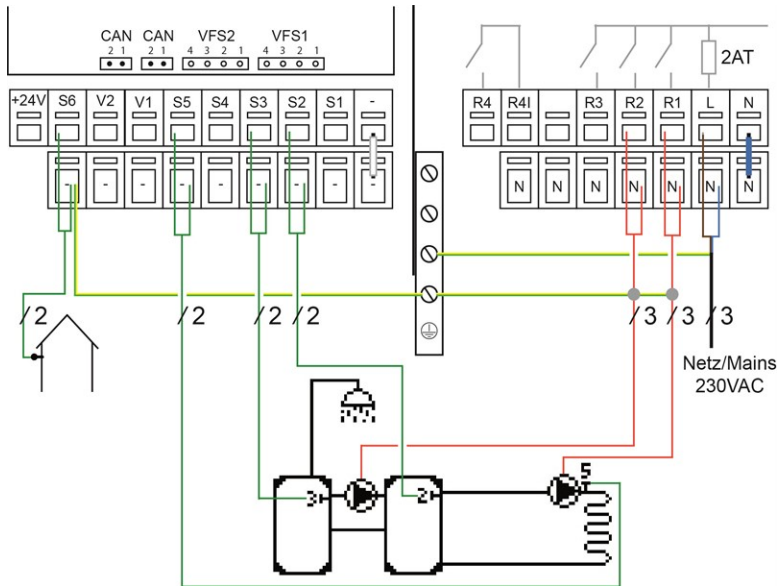 CAN CAN VFS2 VFS1
2 1 2 1 4 3 2 1 4 3 2 1
2AT
+24V S6 V2 V1 S5 S4 S3 S2 S1 -
R4 R4I R3 R2 R1 L N
- - - - - - - - -
N N N N N N N
2 2 2 2 3 3 3
Netz/Mains
230VAC
5
3 2